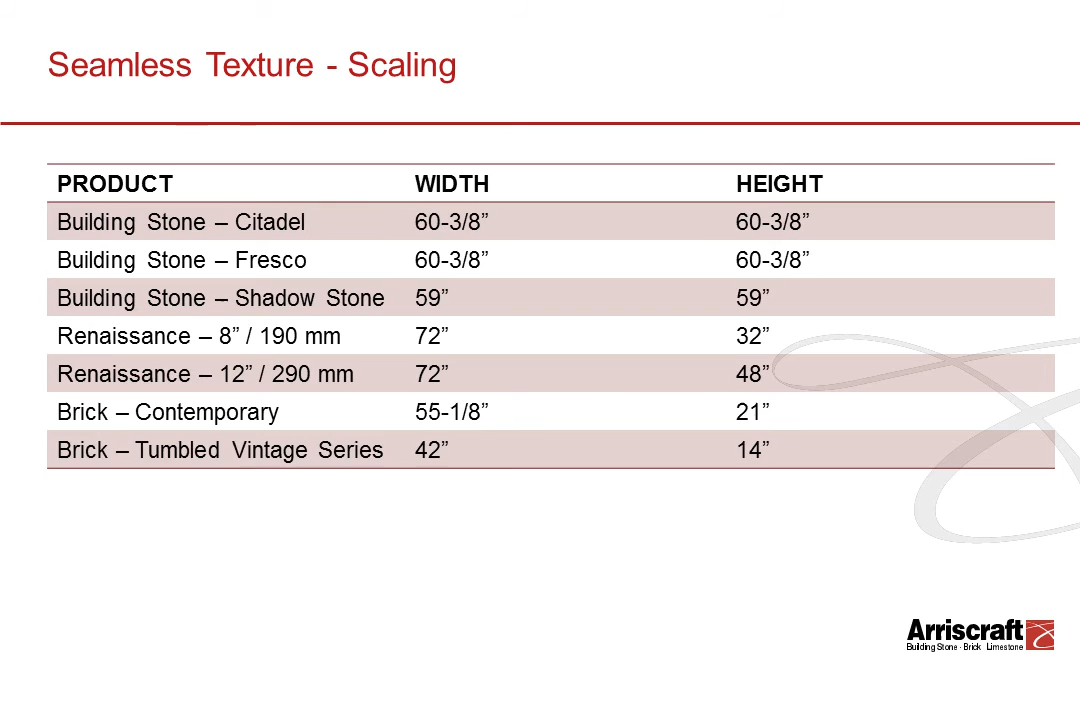 Seamless Texture - Scaling
PRODUCT WIDTH HEIGHT
Building Stone – Citadel 60-3/8” 60-3/8”
Building Stone – Fresco 60-3/8” 60-3/8”
Building Stone – Shadow Stone 59” 59”
Renaissance – 8” / 190 mm 72” 32”
Renaissance – 12” / 290 mm 72” 48”
Brick – Contemporary 55-1/8” 21”
Brick – Tumbled Vintage Series 42” 14”
Arriscraft
Building Stone · Brick Limestone